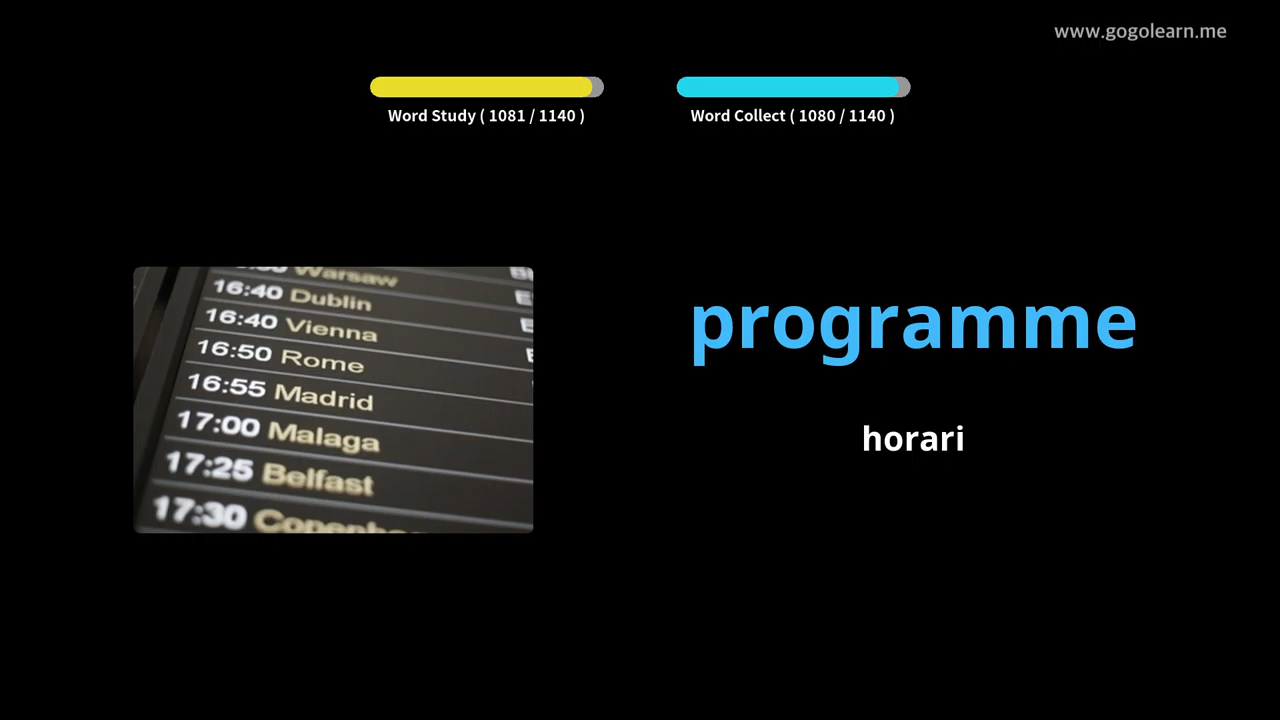 www.gogolearn.me
Word Study ( 1081 / 1140 )
Word Collect ( 1080 / 1140 )
Warsaw
16:40 Dublin
16:40 Vienna
16:50 Rome
16:55 Madrid
17:00 Malaga
17:25 Belfast
17:30
programme
horari